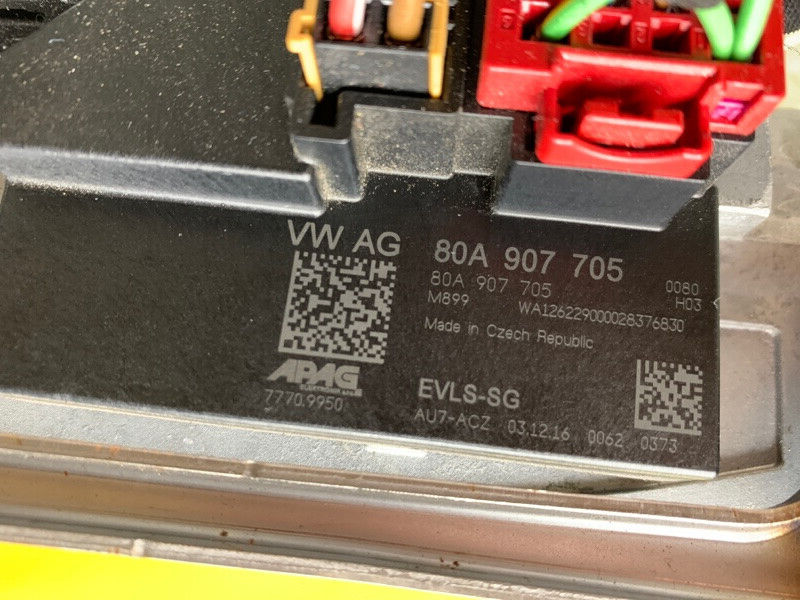 VW AG
80A 907 705
80A 907 705 0080
M899 WA126229000028376830 H03
Made in Czech Republic
APAG
7770.9950
EVLS-SG
AU7-ACZ 03.12.16 0062 0373